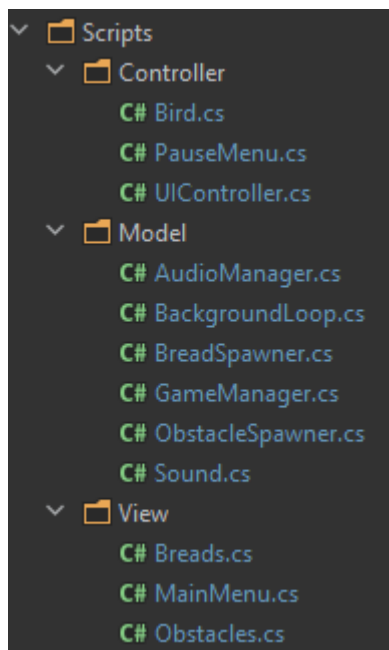 Scripts
Controller
C# Bird.cs
C# PauseMenu.cs
C# UIController.cs
Model
C# AudioManager.cs
C# BackgroundLoop.cs
C# BreadSpawner.cs
C# GameManager.cs
C# ObstacleSpawner.cs
C# Sound.cs
View
C# Breads.cs
C# MainMenu.cs
C# Obstacles.cs